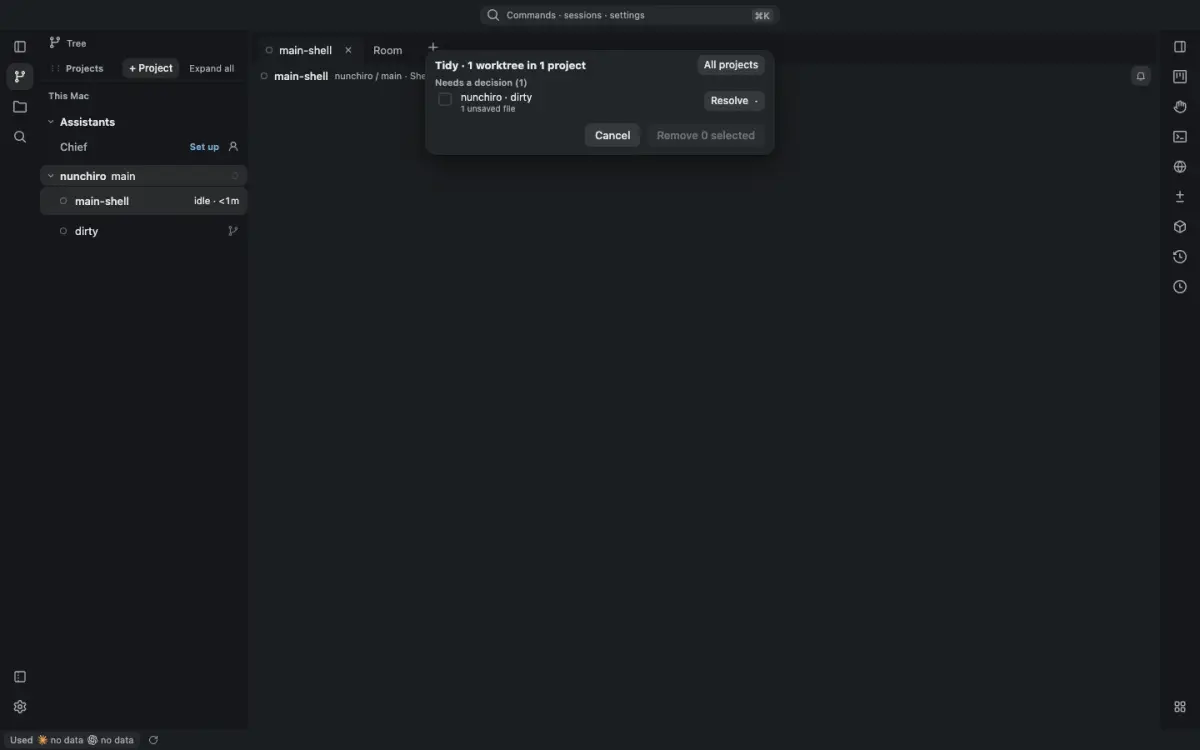 Commands · sessions · settings ⌘K
Tree
Projects + Project Expand all
This Mac
Assistants
Chief Set up
nunchiro main
main-shell idle · <1m
dirty
main-shell × Room +
main-shell nunchiro / main · She
Tidy · 1 worktree in 1 project All projects
Needs a decision (1)
nunchiro · dirty
1 unsaved file
Resolve
Cancel Remove 0 selected
Used no data no data